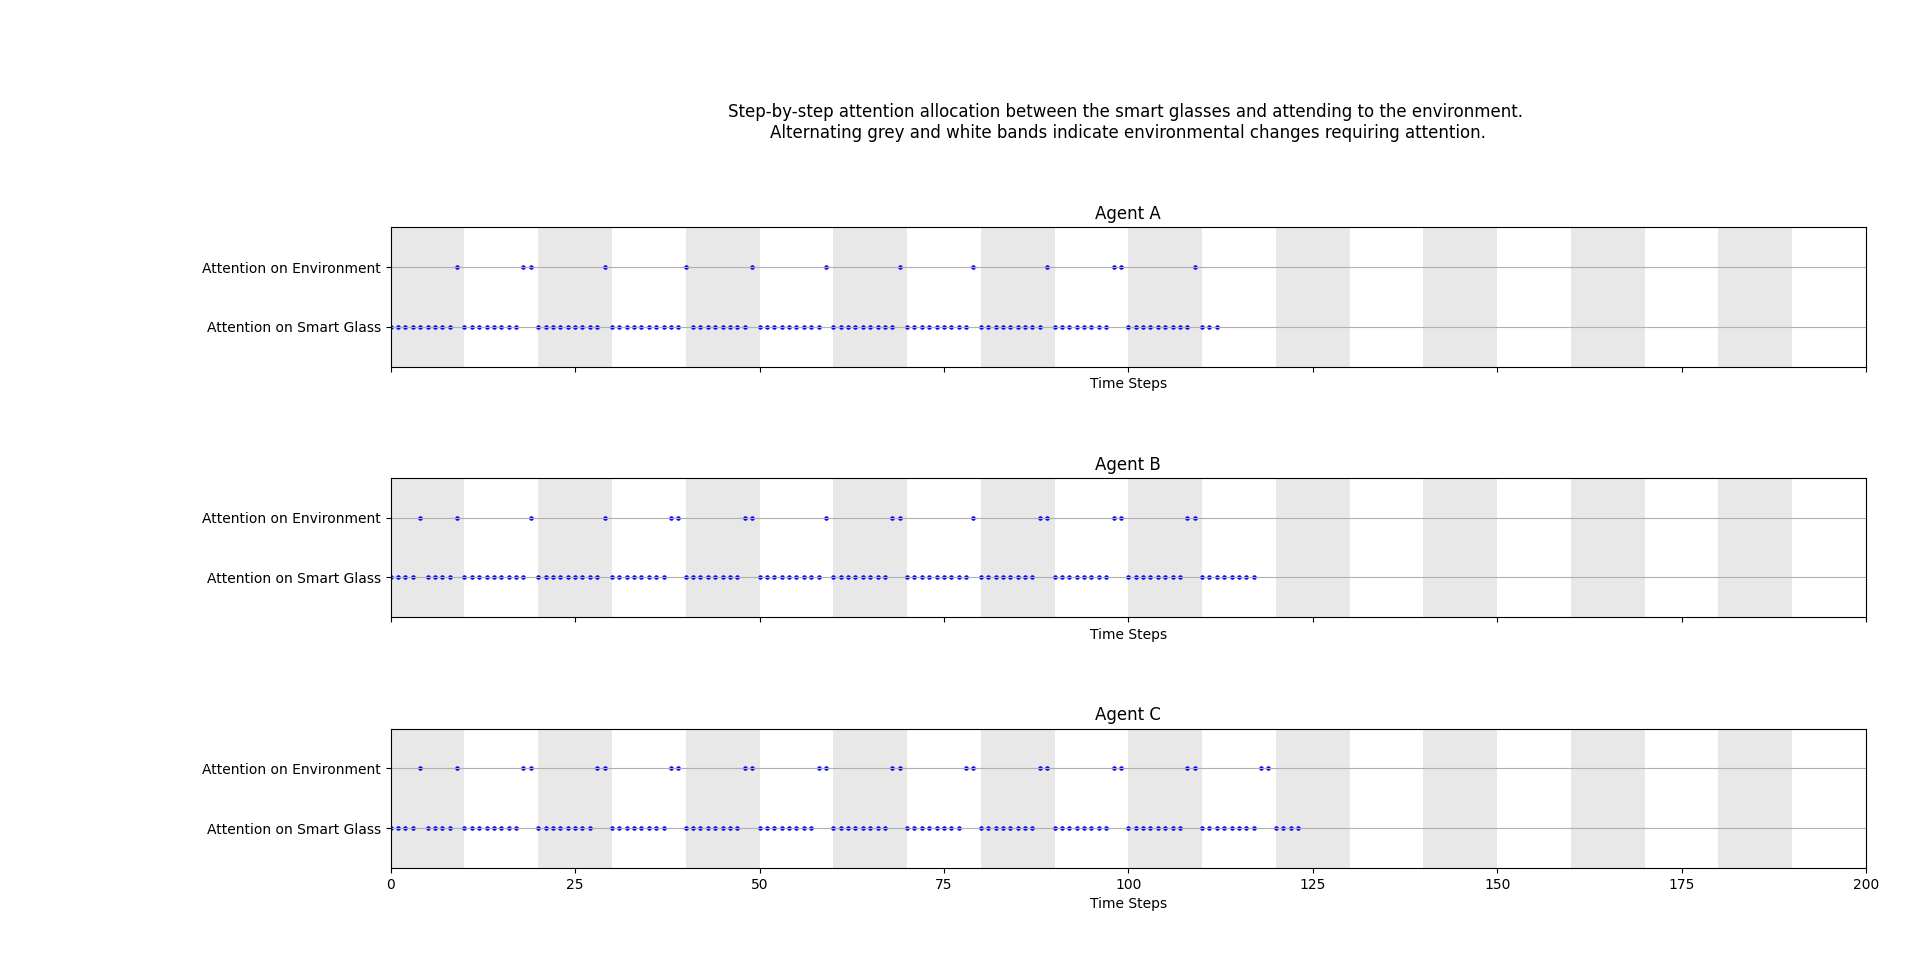 Step-by-step attention allocation between the smart glasses and attending to the environment.
Alternating grey and white bands indicate environmental changes requiring attention.
Agent A
Attention on Environment
Attention on Smart Glass
Time Steps
Agent B
Attention on Environment
Attention on Smart Glass
Time Steps
Agent C
Attention on Environment
Attention on Smart Glass
0 25 50 75 100 125 150 175 200
Time Steps